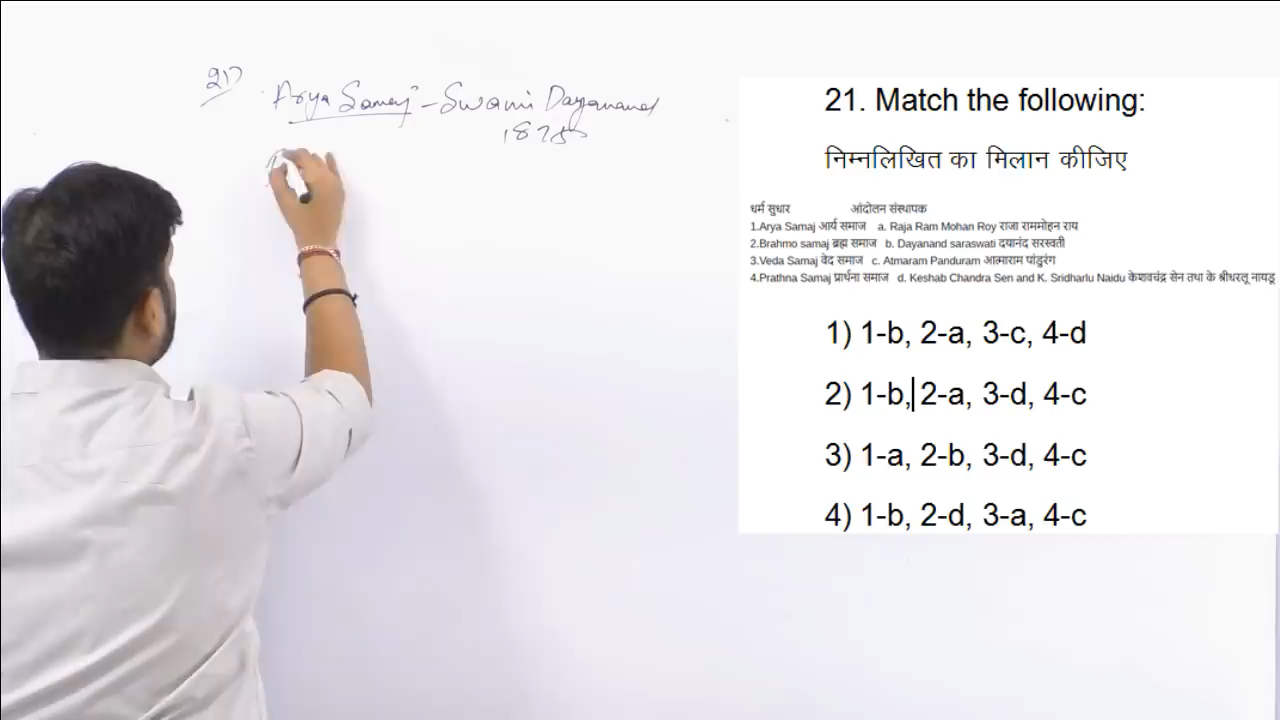 21)
Arya Samaj - Swami Dayanand
1875
21. Match the following:
निम्नलिखित का मिलान कीजिए
धर्म सुधार आंदोलन संस्थापक
1.Arya Samaj आर्य समाज a. Raja Ram Mohan Roy राजा राममोहन राय
2.Brahmo samaj ब्रह्म समाज b. Dayanand saraswati दयानंद सरस्वती
3.Veda Samaj वेद समाज c. Atmaram Panduram आत्माराम पांडुरंग
4.Prathna Samaj प्रार्थना समाज d. Keshab Chandra Sen and K. Sridharlu Naidu केशवचंद्र सेन तथा के श्रीधरलू नायडू
1) 1-b, 2-a, 3-c, 4-d
2) 1-b, 2-a, 3-d, 4-c
3) 1-a, 2-b, 3-d, 4-c
4) 1-b, 2-d, 3-a, 4-c